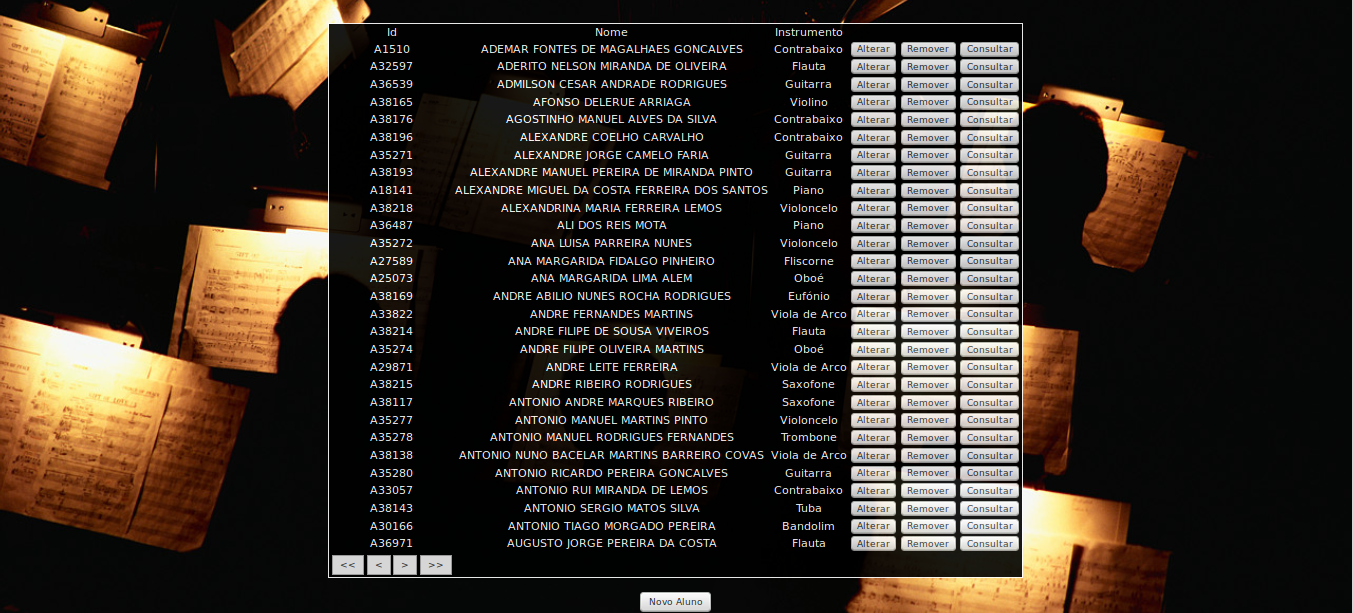 Id Nome Instrumento
A1510 ADEMAR FONTES DE MAGALHAES GONCALVES Contrabaixo Alterar Remover Consultar
A32597 ADERITO NELSON MIRANDA DE OLIVEIRA Flauta Alterar Remover Consultar
A36539 ADMILSON CESAR ANDRADE RODRIGUES Guitarra Alterar Remover Consultar
A38165 AFONSO DELERUE ARRIAGA Violino Alterar Remover Consultar
A38176 AGOSTINHO MANUEL ALVES DA SILVA Contrabaixo Alterar Remover Consultar
A38196 ALEXANDRE COELHO CARVALHO Contrabaixo Alterar Remover Consultar
A35271 ALEXANDRE JORGE CAMELO FARIA Guitarra Alterar Remover Consultar
A38193 ALEXANDRE MANUEL PEREIRA DE MIRANDA PINTO Guitarra Alterar Remover Consultar
A18141 ALEXANDRE MIGUEL DA COSTA FERREIRA DOS SANTOS Piano Alterar Remover Consultar
A38218 ALEXANDRINA MARIA FERREIRA LEMOS Violoncelo Alterar Remover Consultar
A36487 ALI DOS REIS MOTA Piano Alterar Remover Consultar
A35272 ANA LUISA PARREIRA NUNES Violoncelo Alterar Remover Consultar
A27589 ANA MARGARIDA FIDALGO PINHEIRO Fliscorne Alterar Remover Consultar
A25073 ANA MARGARIDA LIMA ALEM Oboé Alterar Remover Consultar
A38169 ANDRE ABILIO NUNES ROCHA RODRIGUES Eufónio Alterar Remover Consultar
A33822 ANDRE FERNANDES MARTINS Viola de Arco Alterar Remover Consultar
A38214 ANDRE FILIPE DE SOUSA VIVEIROS Flauta Alterar Remover Consultar
A35274 ANDRE FILIPE OLIVEIRA MARTINS Oboé Alterar Remover Consultar
A29871 ANDRE LEITE FERREIRA Viola de Arco Alterar Remover Consultar
A38215 ANDRE RIBEIRO RODRIGUES Saxofone Alterar Remover Consultar
A38117 ANTONIO ANDRE MARQUES RIBEIRO Saxofone Alterar Remover Consultar
A35277 ANTONIO MANUEL MARTINS PINTO Violoncelo Alterar Remover Consultar
A35278 ANTONIO MANUEL RODRIGUES FERNANDES Trombone Alterar Remover Consultar
A38138 ANTONIO NUNO BACELAR MARTINS BARREIRO COVAS Viola de Arco Alterar Remover Consultar
A35280 ANTONIO RICARDO PEREIRA GONCALVES Guitarra Alterar Remover Consultar
A33057 ANTONIO RUI MIRANDA DE LEMOS Contrabaixo Alterar Remover Consultar
A38143 ANTONIO SERGIO MATOS SILVA Tuba Alterar Remover Consultar
A30166 ANTONIO TIAGO MORGADO PEREIRA Bandolim Alterar Remover Consultar
A36971 AUGUSTO JORGE PEREIRA DA COSTA Flauta Alterar Remover Consultar
<< < > >>
Novo Aluno